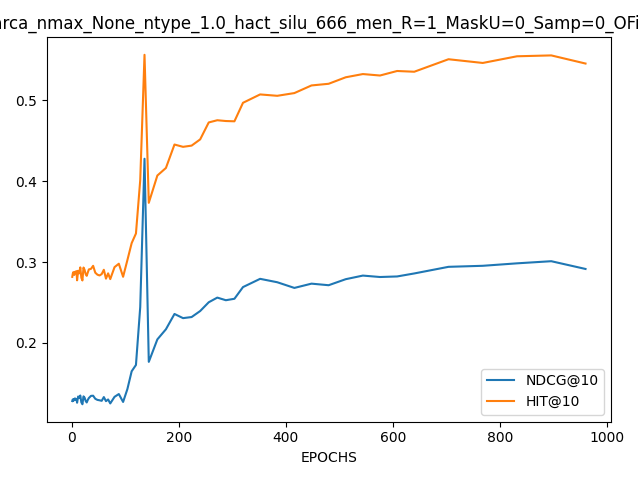 arca_nmax_None_ntype_1.0_hact_silu_666_men_R=1_MaskU=0_Samp=0_OFi
0.5
0.4
0.3
0.2
NDCG@10
HIT@10
0 200 400 600 800 1000
EPOCHS